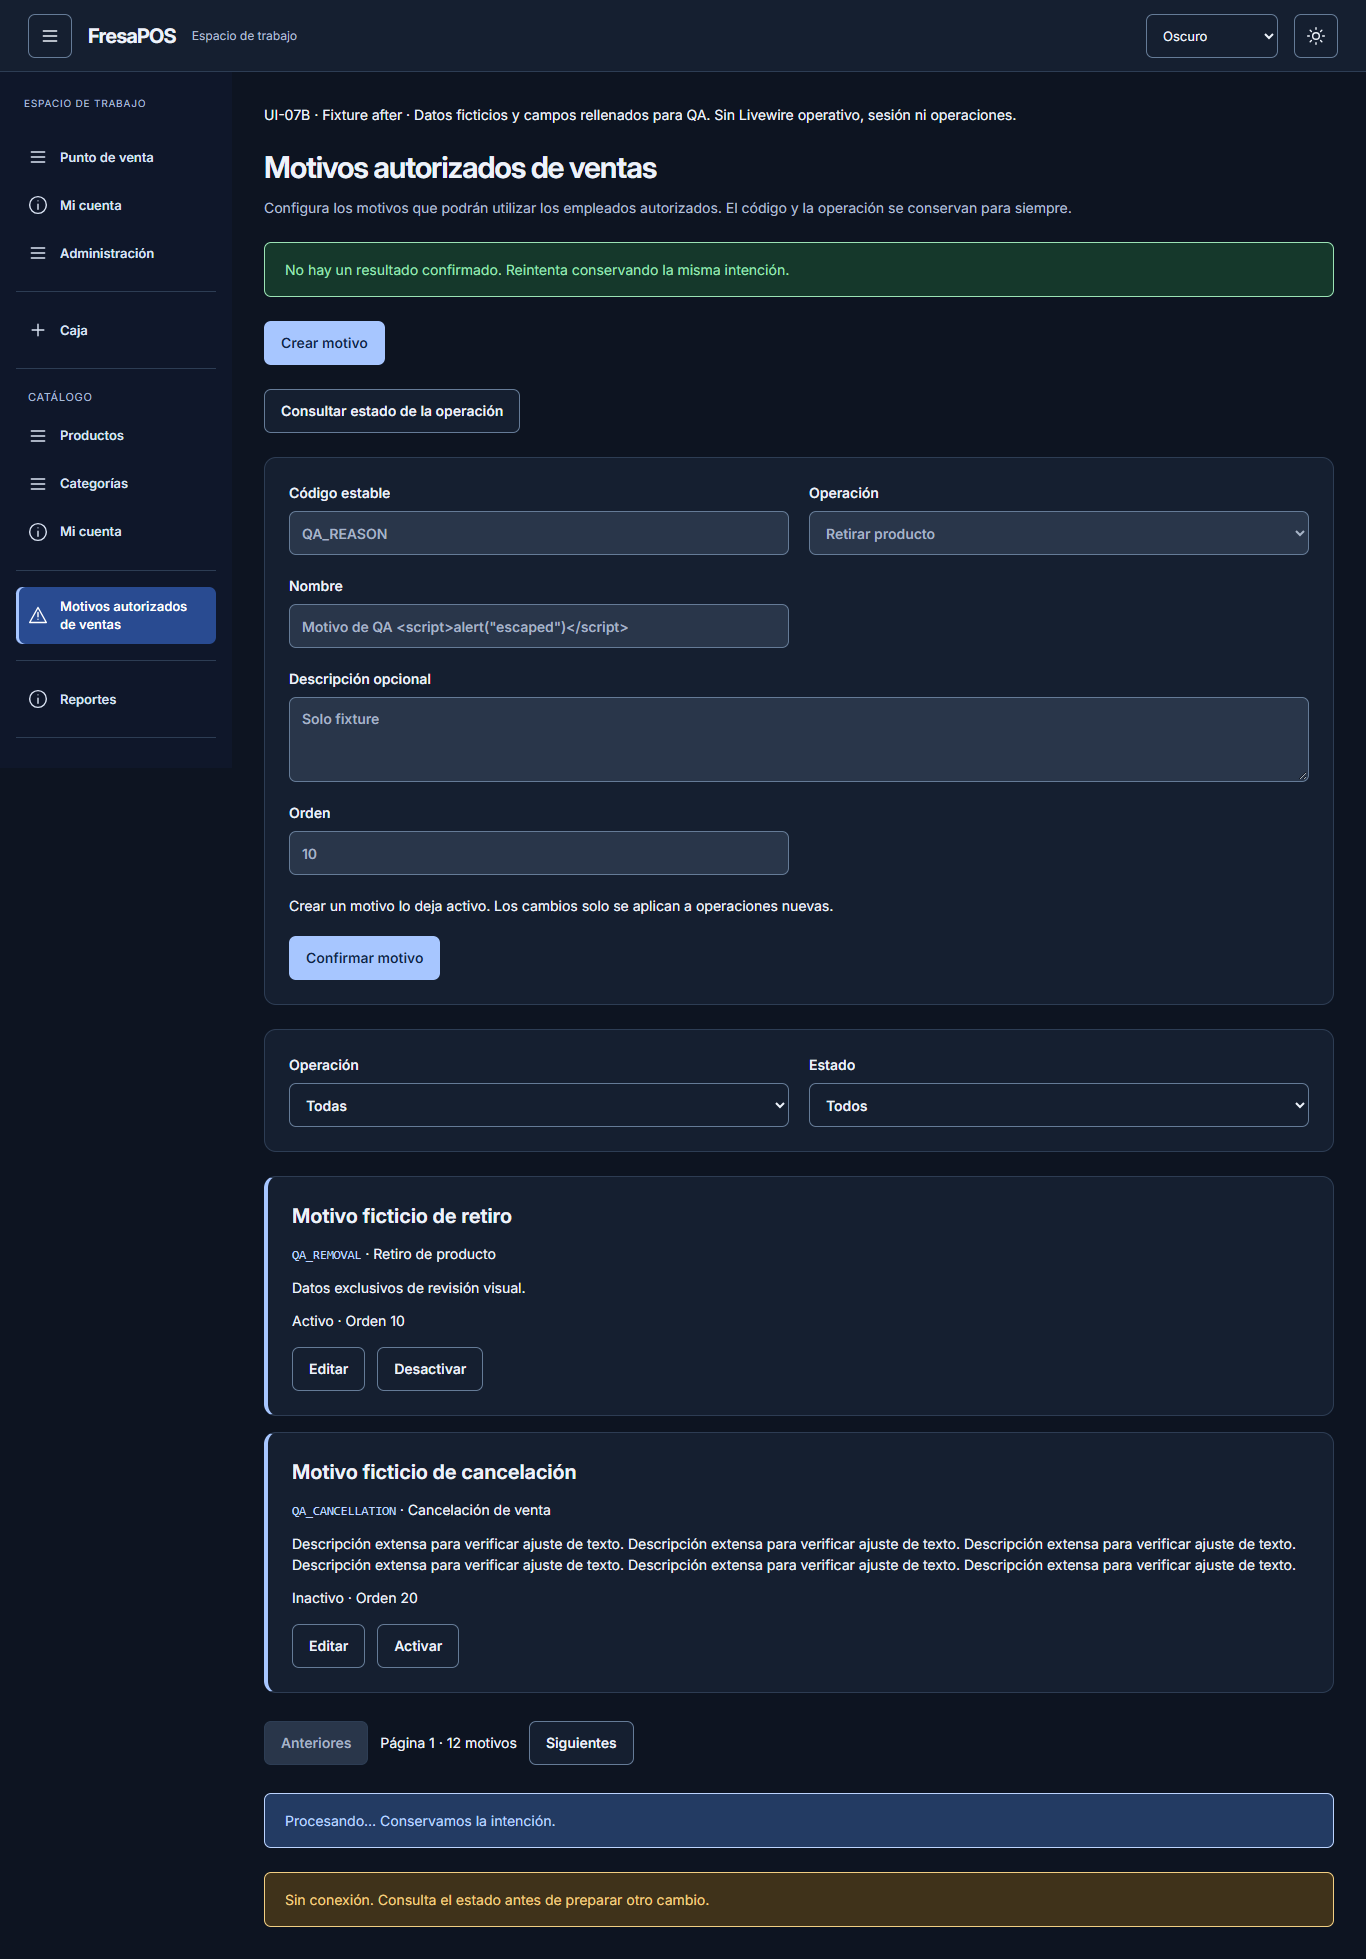 FresaPOS
Espacio de trabajo
Oscuro
ESPACIO DE TRABAJO
Punto de venta
Mi cuenta
Administración
Caja
CATÁLOGO
Productos
Categorías
Mi cuenta
Motivos autorizados
de ventas
Reportes
UI-07B · Fixture after · Datos ficticios y campos rellenados para QA. Sin Livewire operativo, sesión ni operaciones.
Motivos autorizados de ventas
Configura los motivos que podrán utilizar los empleados autorizados. El código y la operación se conservan para siempre.
No hay un resultado confirmado. Reintenta conservando la misma intención.
Crear motivo
Consultar estado de la operación
Código estable
Operación
QA_REASON
Retirar producto
Nombre
Motivo de QA <script>alert("escaped")</script>
Descripción opcional
Solo fixture
Orden
10
Crear un motivo lo deja activo. Los cambios solo se aplican a operaciones nuevas.
Confirmar motivo
Operación
Estado
Todas
Todos
Motivo ficticio de retiro
QA_REMOVAL · Retiro de producto
Datos exclusivos de revisión visual.
Activo · Orden 10
Editar
Desactivar
Motivo ficticio de cancelación
QA_CANCELLATION · Cancelación de venta
Descripción extensa para verificar ajuste de texto. Descripción extensa para verificar ajuste de texto. Descripción extensa para verificar ajuste de texto.
Descripción extensa para verificar ajuste de texto. Descripción extensa para verificar ajuste de texto. Descripción extensa para verificar ajuste de texto.
Inactivo · Orden 20
Editar
Activar
Anteriores
Página 1 · 12 motivos
Siguientes
Procesando... Conservamos la intención.
Sin conexión. Consulta el estado antes de preparar otro cambio.